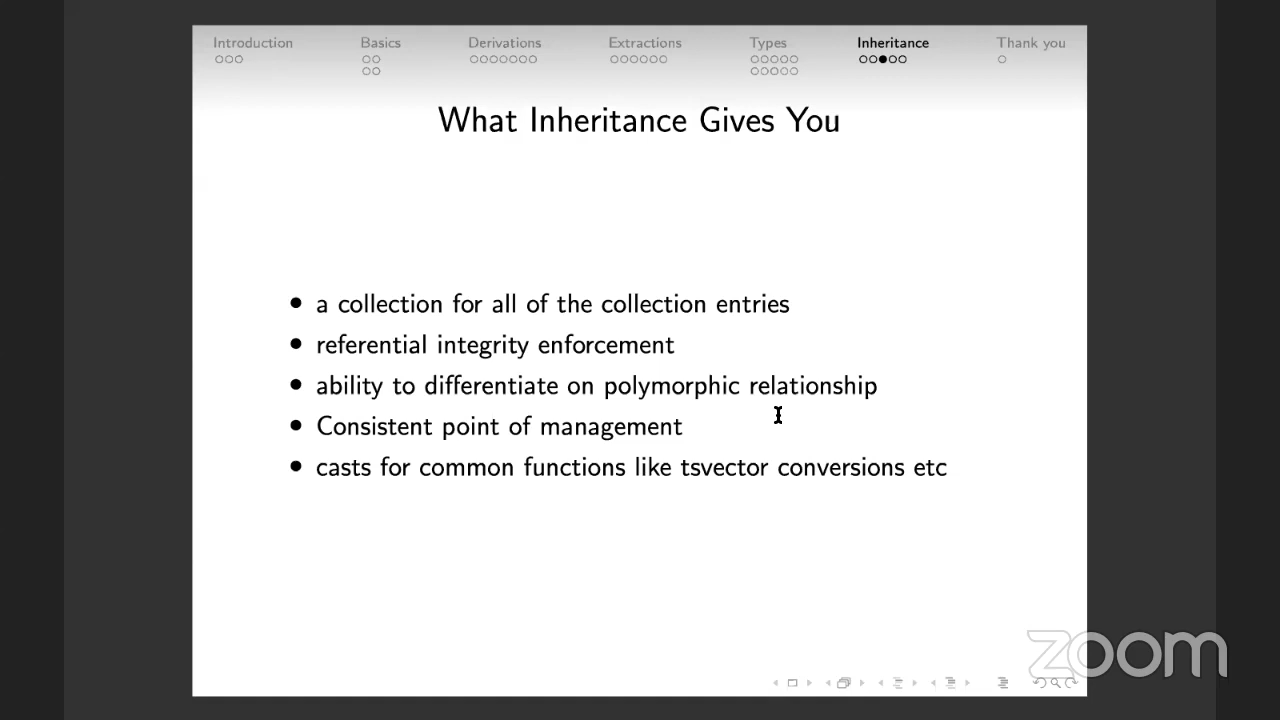 Introduction Basics Derivations Extractions Types Inheritance Thank you
What Inheritance Gives You
a collection for all of the collection entries
referential integrity enforcement
ability to differentiate on polymorphic relationship
Consistent point of management
casts for common functions like tsvector conversions etc
zoom